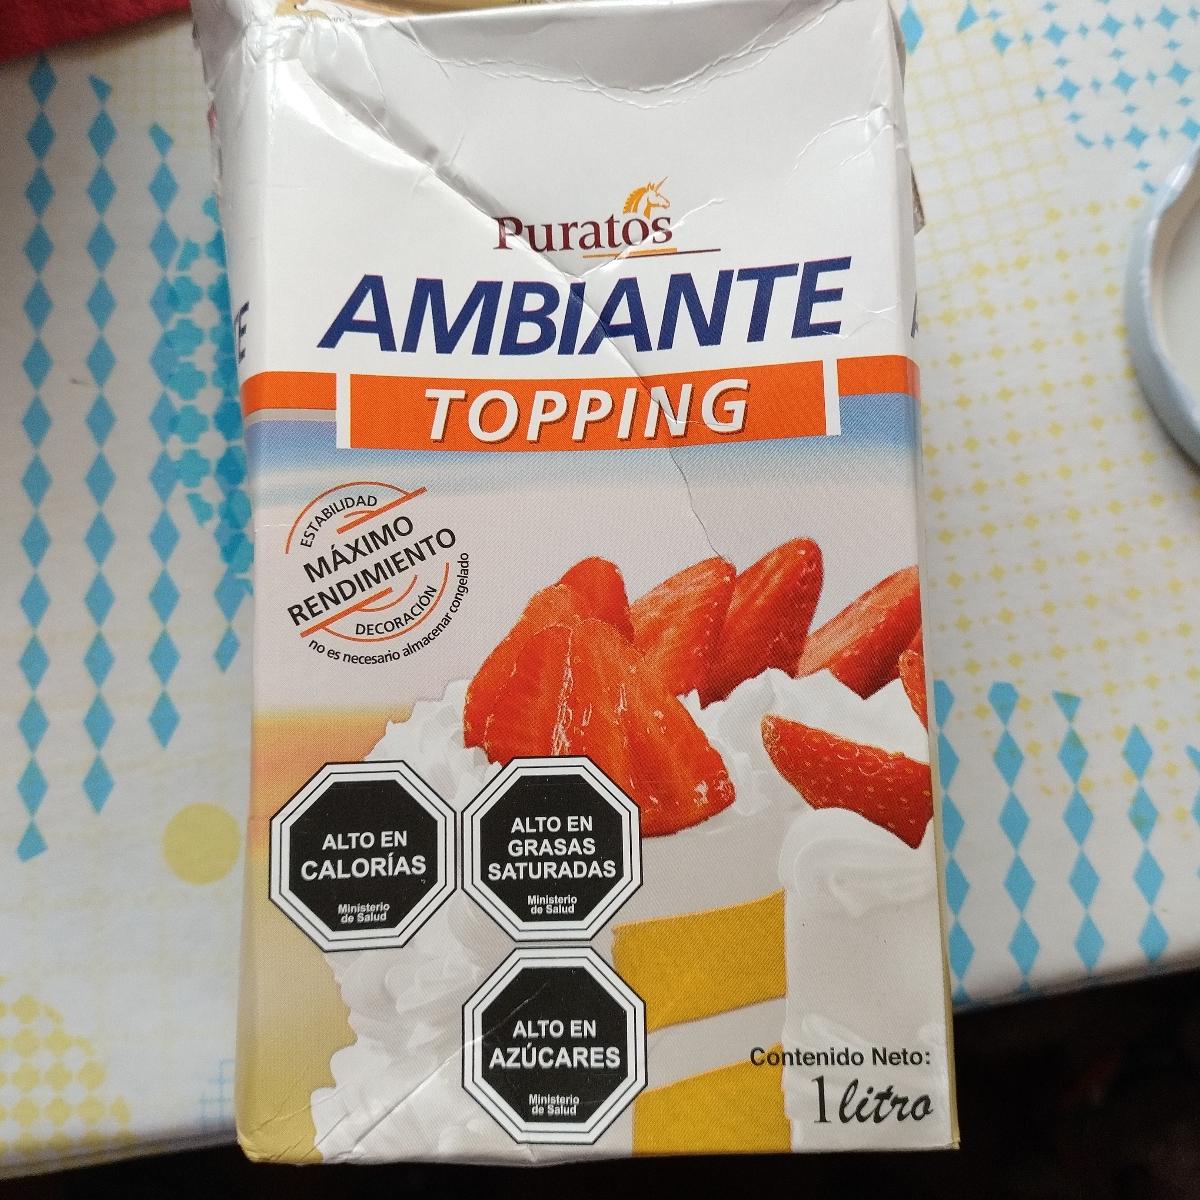 Puratos
AMBIANTE
TOPPING
ESTABILIDAD
MÁXIMO
RENDIMIENTO
DECORACIÓN
no es necesario almacenar congelado
ALTO EN
CALORÍAS
Ministerio
de Salud
ALTO EN
GRASAS
SATURADAS
Ministerio
de Salud
ALTO EN
AZÚCARES
Ministerio
de Salud
Contenido Neto:
1 litro